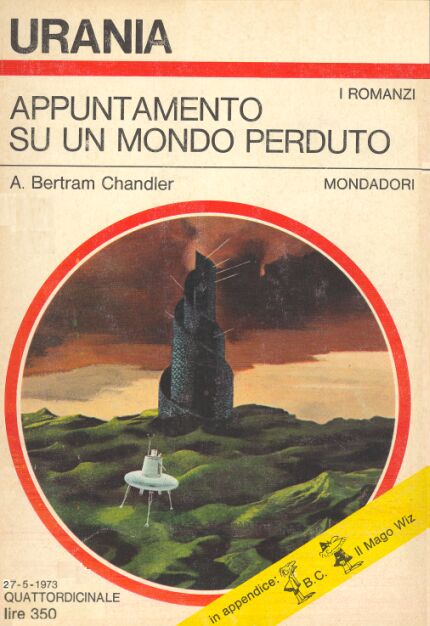 URANIA
I ROMANZI
APPUNTAMENTO
SU UN MONDO PERDUTO
A. Bertram Chandler
MONDADORI
27-5-1973
QUATTORDICINALE
lire 350
in appendice: B.C. Il Mago Wiz